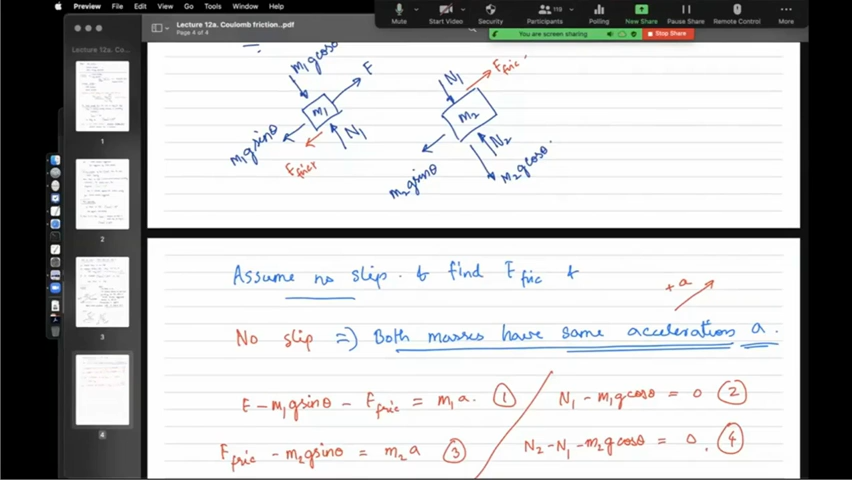 Preview File Edit View Go Tools Window Help
Mute Start Video Security Participants 119 Polling New Share Pause Share Remote Control More
You are screen sharing Stop Share
Lecture 12a. Coulomb friction..pdf
Page 4 of 4
Lecture 12a. Cou...
1
2
3
4
m₁gcosθ
F
m₁
m₁gsinθ
N₁
Ffrict
N₁
Ffric.
m₂
N₂
m₂gsinθ
m₂gcosθ.
Assume no slip. & find Ffric &
+a
No slip => Both masses have same accelerations a.
F-m₁gsinθ - Ffric = m₁a. 1
N₁-m₁gcosθ = 0 2
Ffric - m₂gsinθ = m₂a 3
N₂-N₁-m₂gcosθ = 0. 4